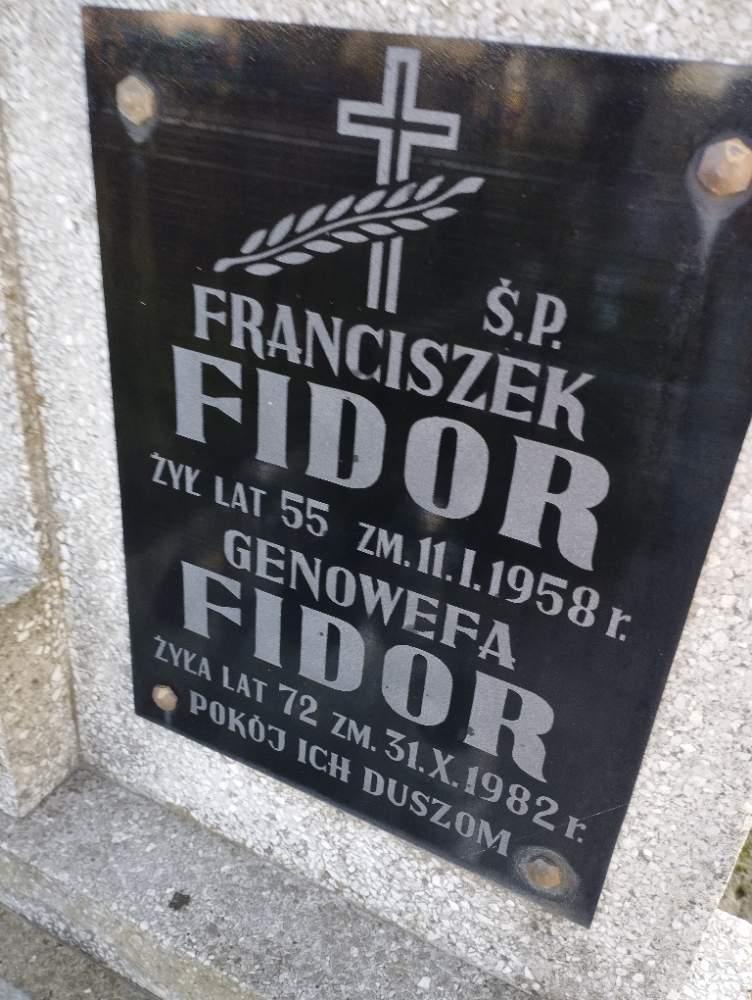 Ś.P.
FRANCISZEK
FIDOR
ŻYŁ LAT 55 ZM. 11.I.1958 r.
GENOWEFA
FIDOR
ŻYŁA LAT 72 ZM. 31.X.1982 r.
POKÓJ ICH DUSZOM